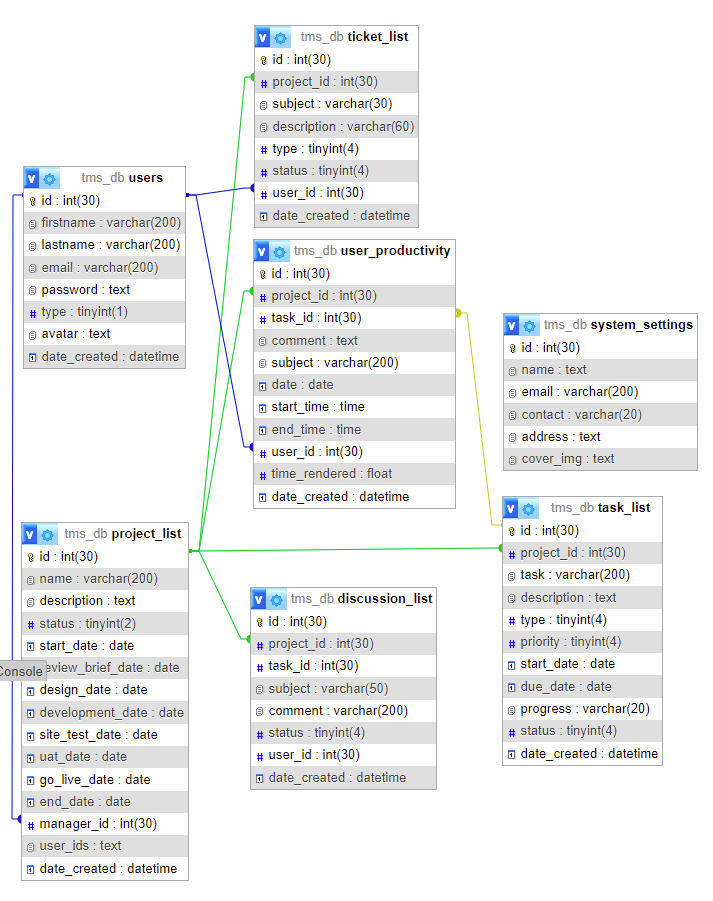 tms_db ticket_list
id : int(30)
project_id : int(30)
subject : varchar(30)
description : varchar(60)
type : tinyint(4)
status : tinyint(4)
user_id : int(30)
date_created : datetime
tms_db users
id : int(30)
firstname : varchar(200)
lastname : varchar(200)
email : varchar(200)
password : text
type : tinyint(1)
avatar : text
date_created : datetime
tms_db user_productivity
id : int(30)
project_id : int(30)
task_id : int(30)
comment : text
subject : varchar(200)
date : date
start_time : time
end_time : time
user_id : int(30)
time_rendered : float
date_created : datetime
tms_db system_settings
id : int(30)
name : text
email : varchar(200)
contact : varchar(20)
address : text
cover_img : text
tms_db task_list
id : int(30)
project_id : int(30)
task : varchar(200)
description : text
type : tinyint(4)
priority : tinyint(4)
start_date : date
due_date : date
progress : varchar(20)
status : tinyint(4)
date_created : datetime
tms_db project_list
id : int(30)
name : varchar(200)
description : text
status : tinyint(2)
start_date : date
Console
eview_brief_date : date
design_date : date
development_date : date
site_test_date : date
uat_date : date
go_live_date : date
end_date : date
manager_id : int(30)
user_ids : text
date_created : datetime
tms_db discussion_list
id : int(30)
project_id : int(30)
task_id : int(30)
subject : varchar(50)
comment : varchar(200)
status : tinyint(4)
user_id : int(30)
date_created : datetime